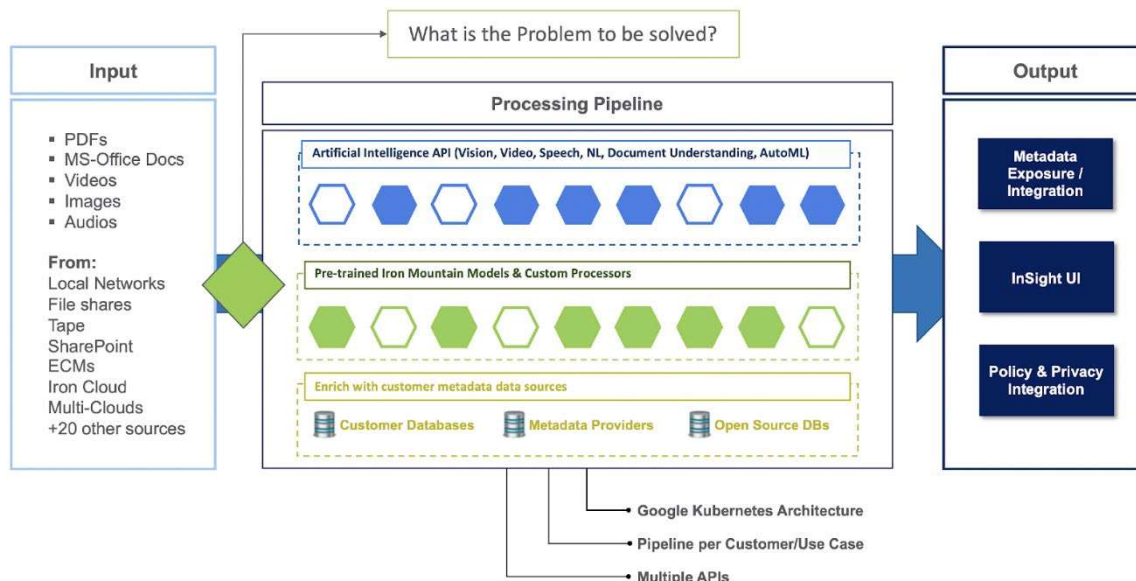 What is the Problem to be solved?
Input
PDFs
MS-Office Docs
Videos
Images
Audios
From:
Local Networks
File shares
Tape
SharePoint
ECMs
Iron Cloud
Multi-Clouds
+20 other sources
Processing Pipeline
Artificial Intelligence API (Vision, Video, Speech, NL, Document Understanding, AutoML)
Pre-trained Iron Mountain Models & Custom Processors
Enrich with customer metadata data sources
Customer Databases
Metadata Providers
Open Source DBs
Google Kubernetes Architecture
Pipeline per Customer/Use Case
Multiple APIs
Output
Metadata
Exposure /
Integration
InSight UI
Policy & Privacy
Integration